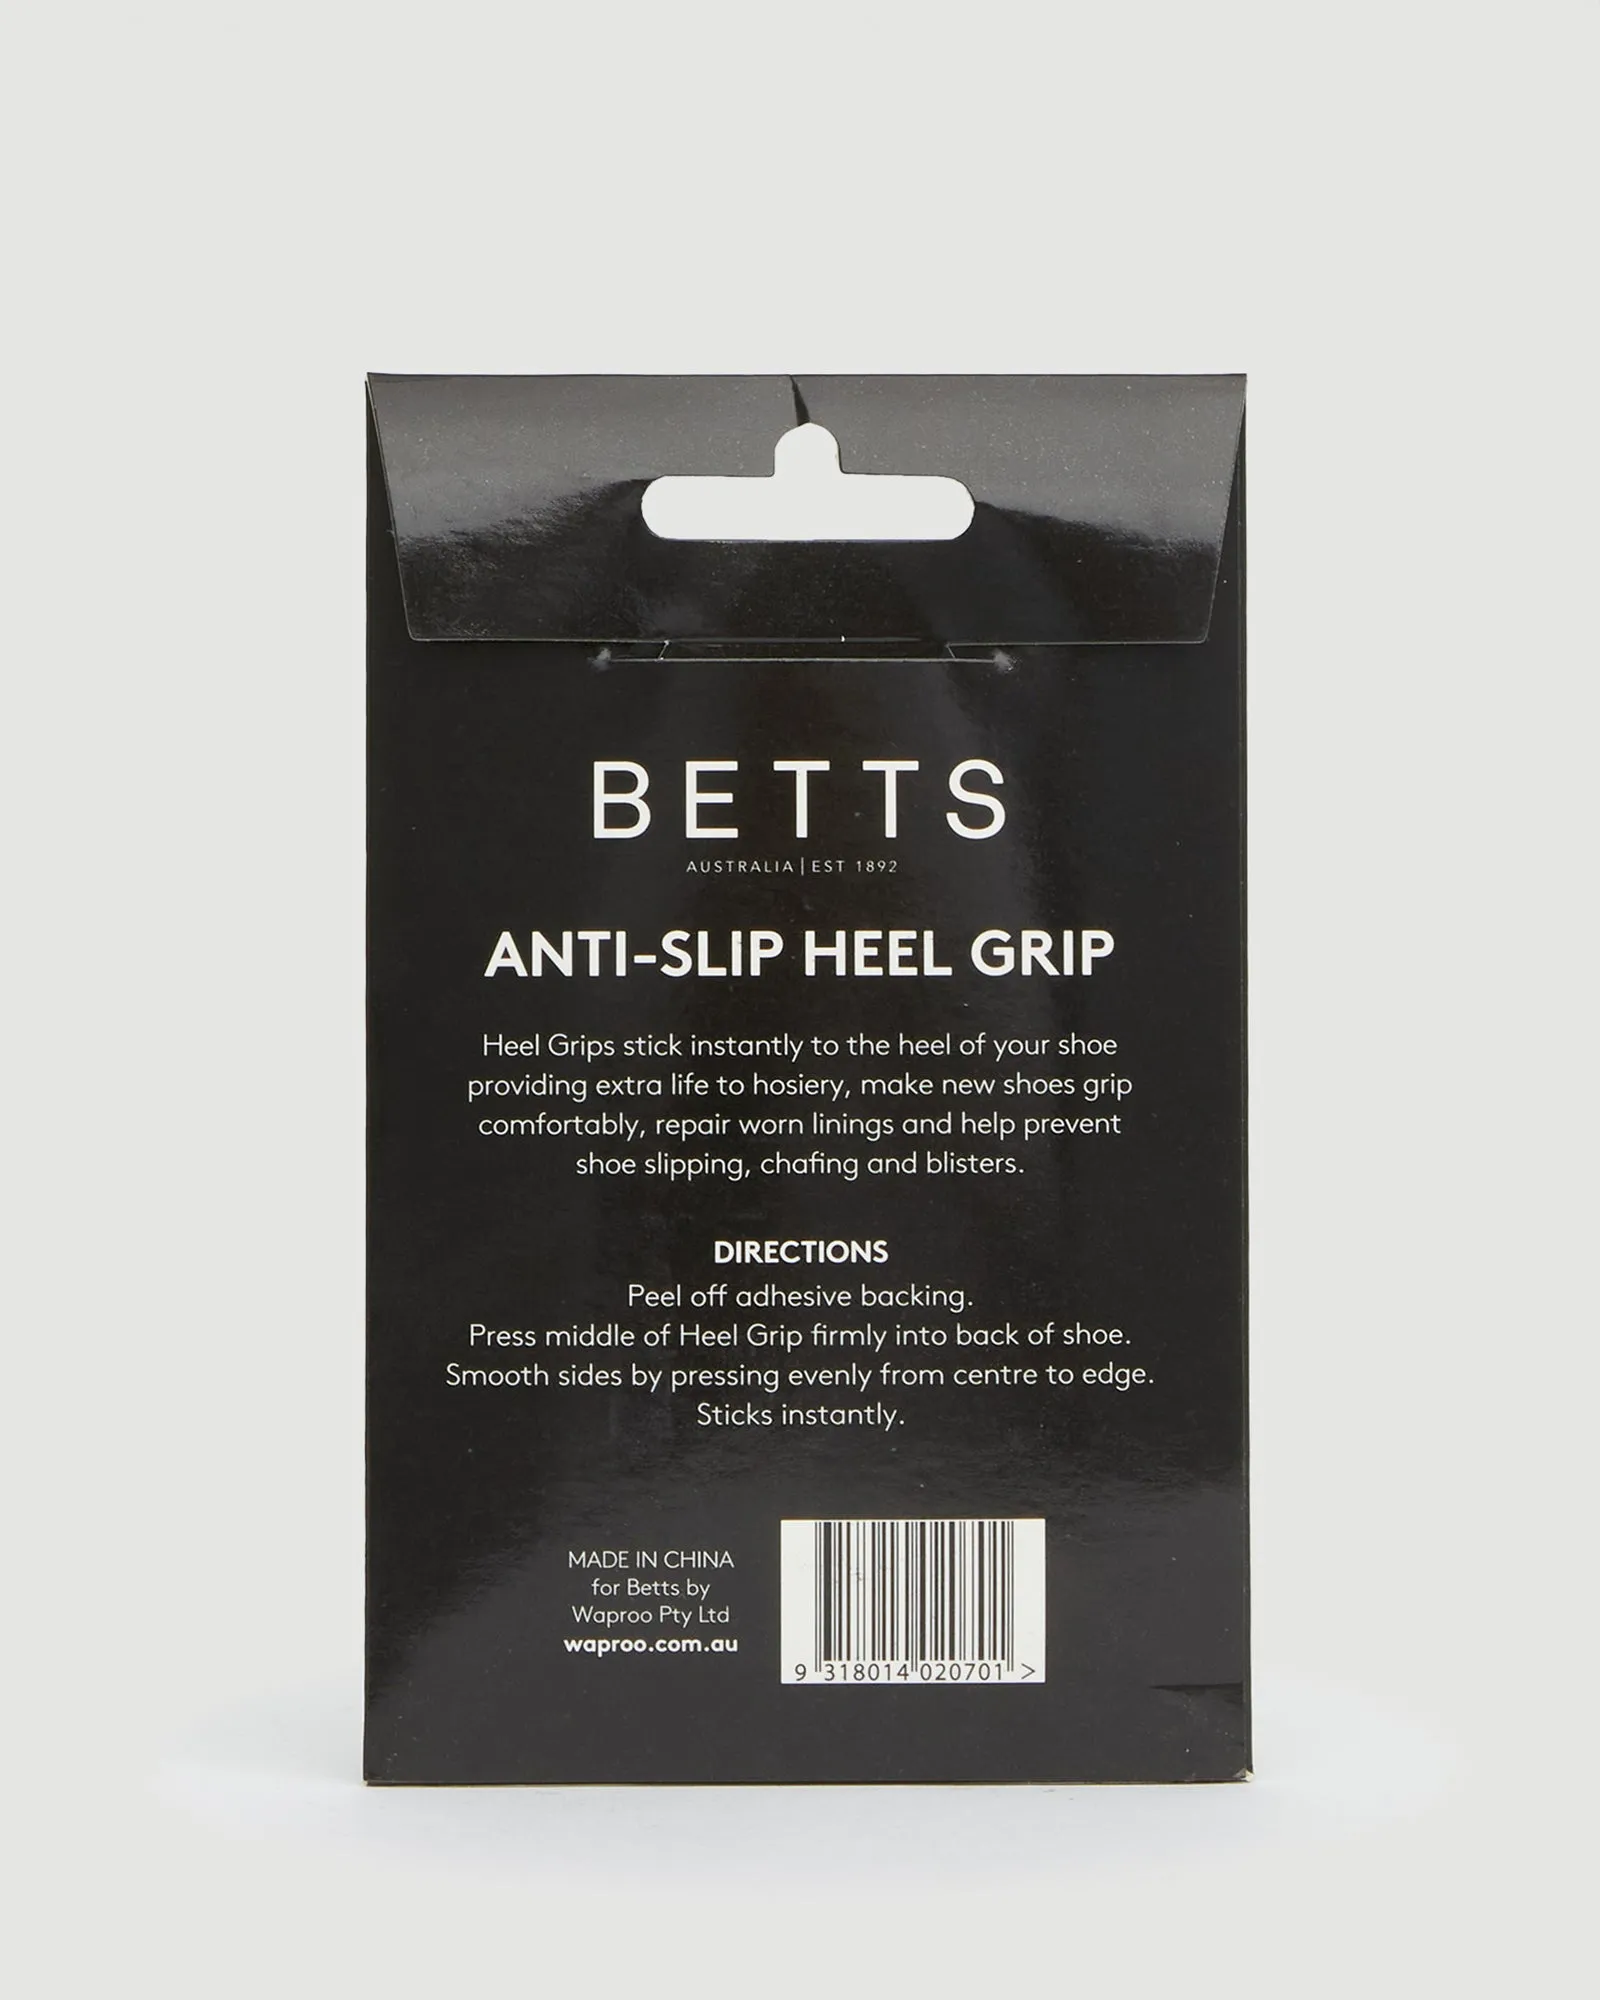 BETTS
AUSTRALIA | EST 1892
ANTI-SLIP HEEL GRIP
Heel Grips stick instantly to the heel of your shoe
providing extra life to hosiery, make new shoes grip
comfortably, repair worn linings and help prevent
shoe slipping, chafing and blisters.
DIRECTIONS
Peel off adhesive backing.
Press middle of Heel Grip firmly into back of shoe.
Smooth sides by pressing evenly from centre to edge.
Sticks instantly.
MADE IN CHINA
for Betts by
Waproo Pty Ltd
waproo.com.au
9 318014 020701 >